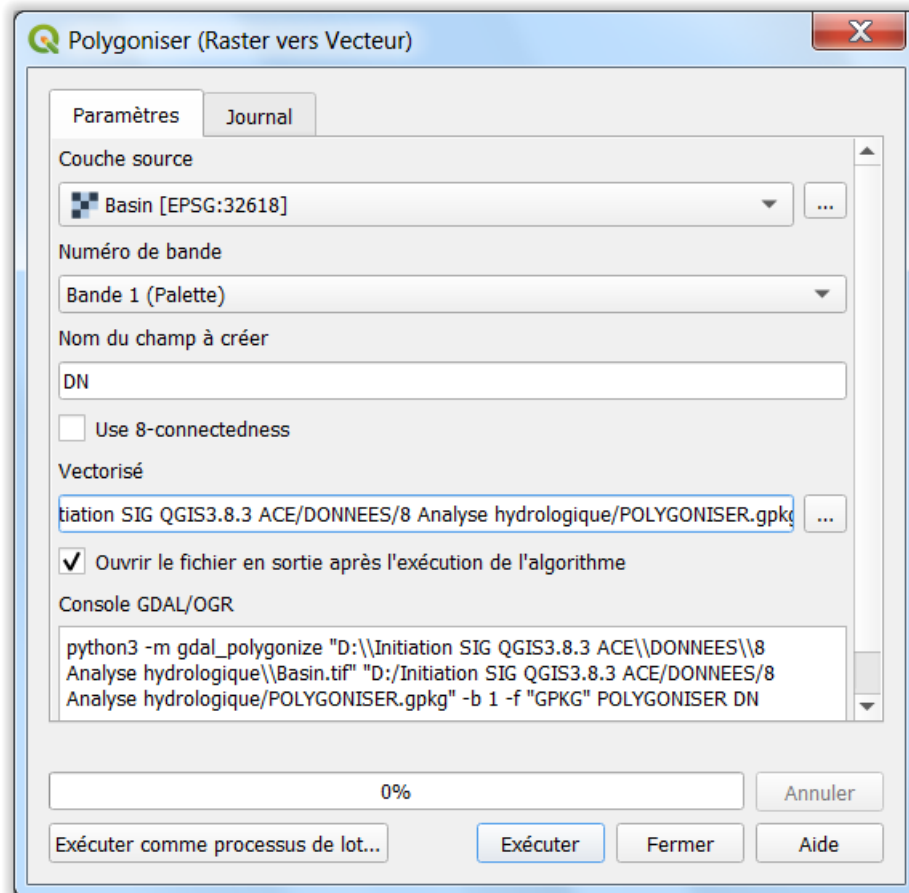 Polygoniser (Raster vers Vecteur)
Paramètres
Journal
Couche source
Basin [EPSG:32618]
...
Numéro de bande
Bande 1 (Palette)
Nom du champ à créer
DN
Use 8-connectedness
Vectorisé
tiation SIG QGIS3.8.3 ACE/DONNEES/8 Analyse hydrologique/POLYGONISER.gpkg
...
Ouvrir le fichier en sortie après l'exécution de l'algorithme
Console GDAL/OGR
python3 -m gdal_polygonize "D:\\Initiation SIG QGIS3.8.3 ACE\\DONNEES\\8
Analyse hydrologique\\Basin.tif" "D:/Initiation SIG QGIS3.8.3 ACE/DONNEES/8
Analyse hydrologique/POLYGONISER.gpkg" -b 1 -f "GPKG" POLYGONISER DN
0%
Annuler
Exécuter comme processus de lot...
Exécuter
Fermer
Aide